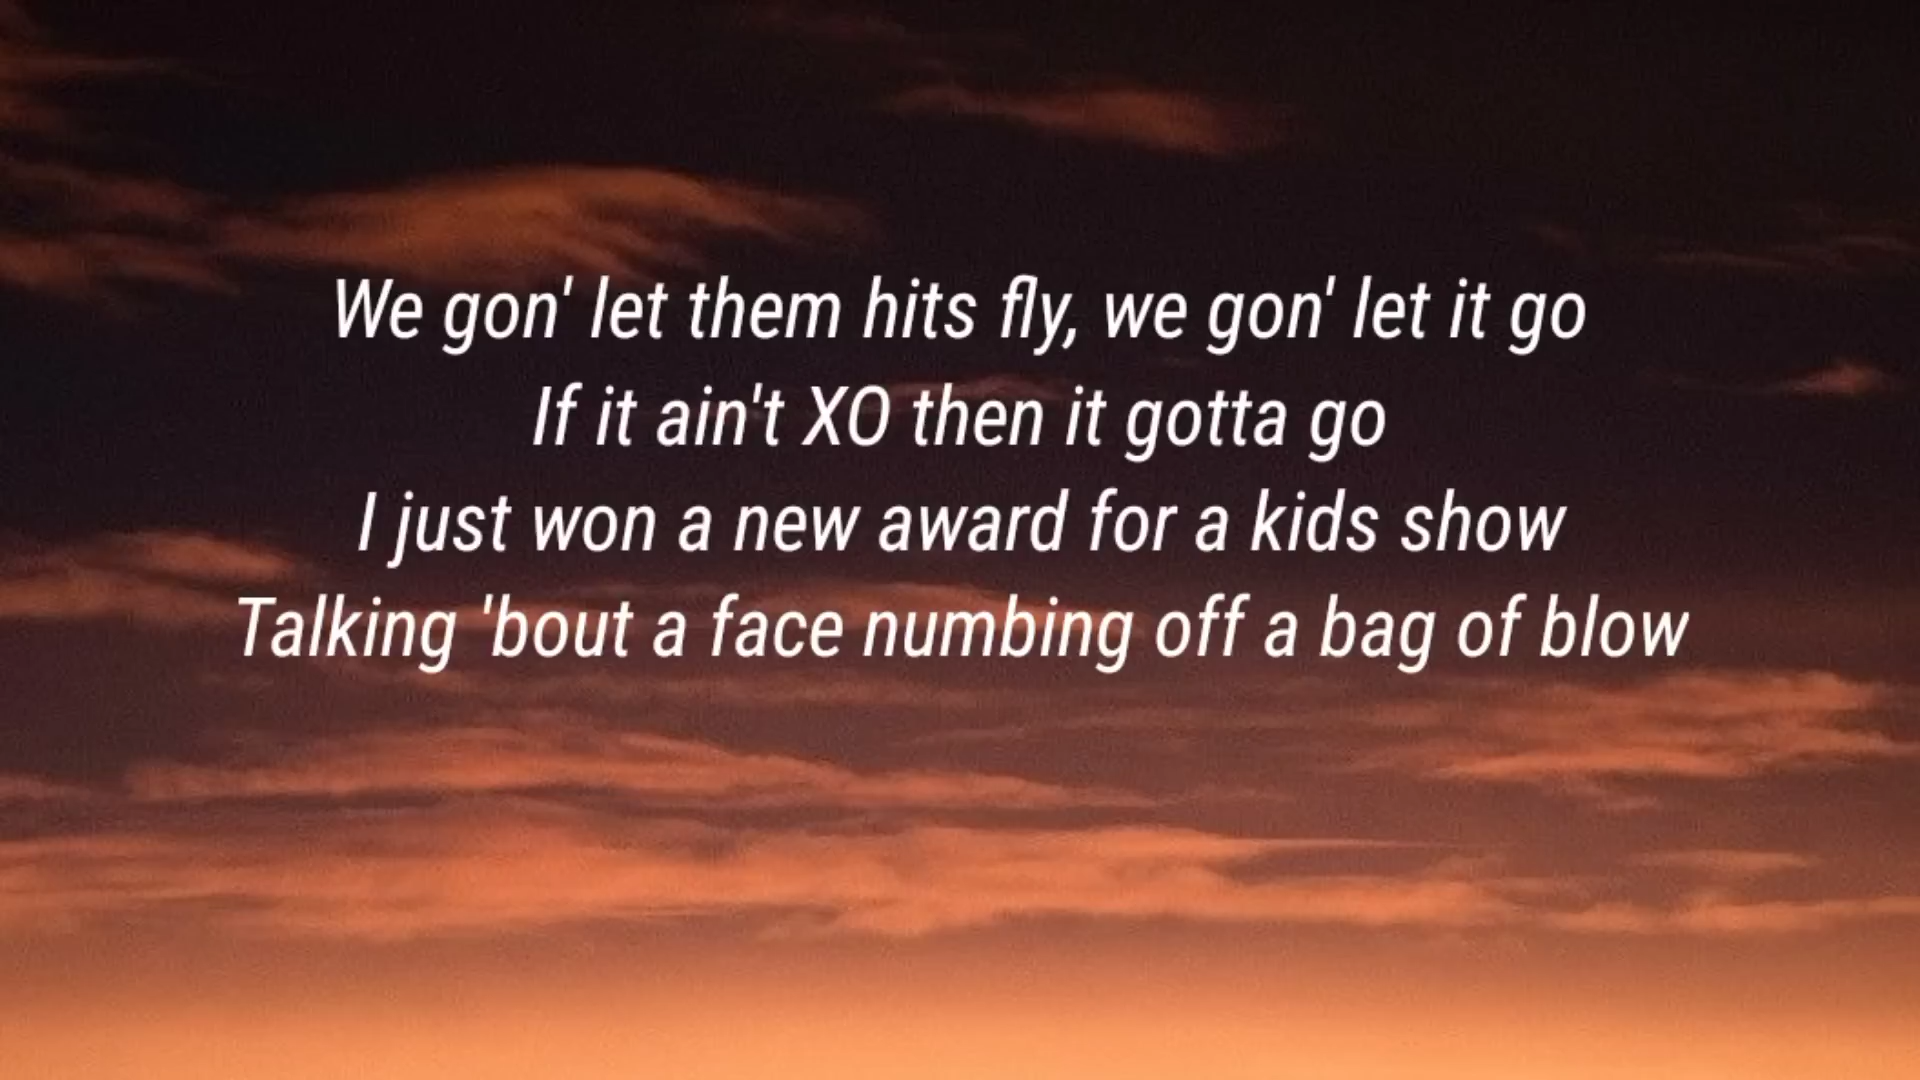 We gon' let them hits fly, we gon' let it go
If it ain't XO then it gotta go
I just won a new award for a kids show
Talking 'bout a face numbing off a bag of blow